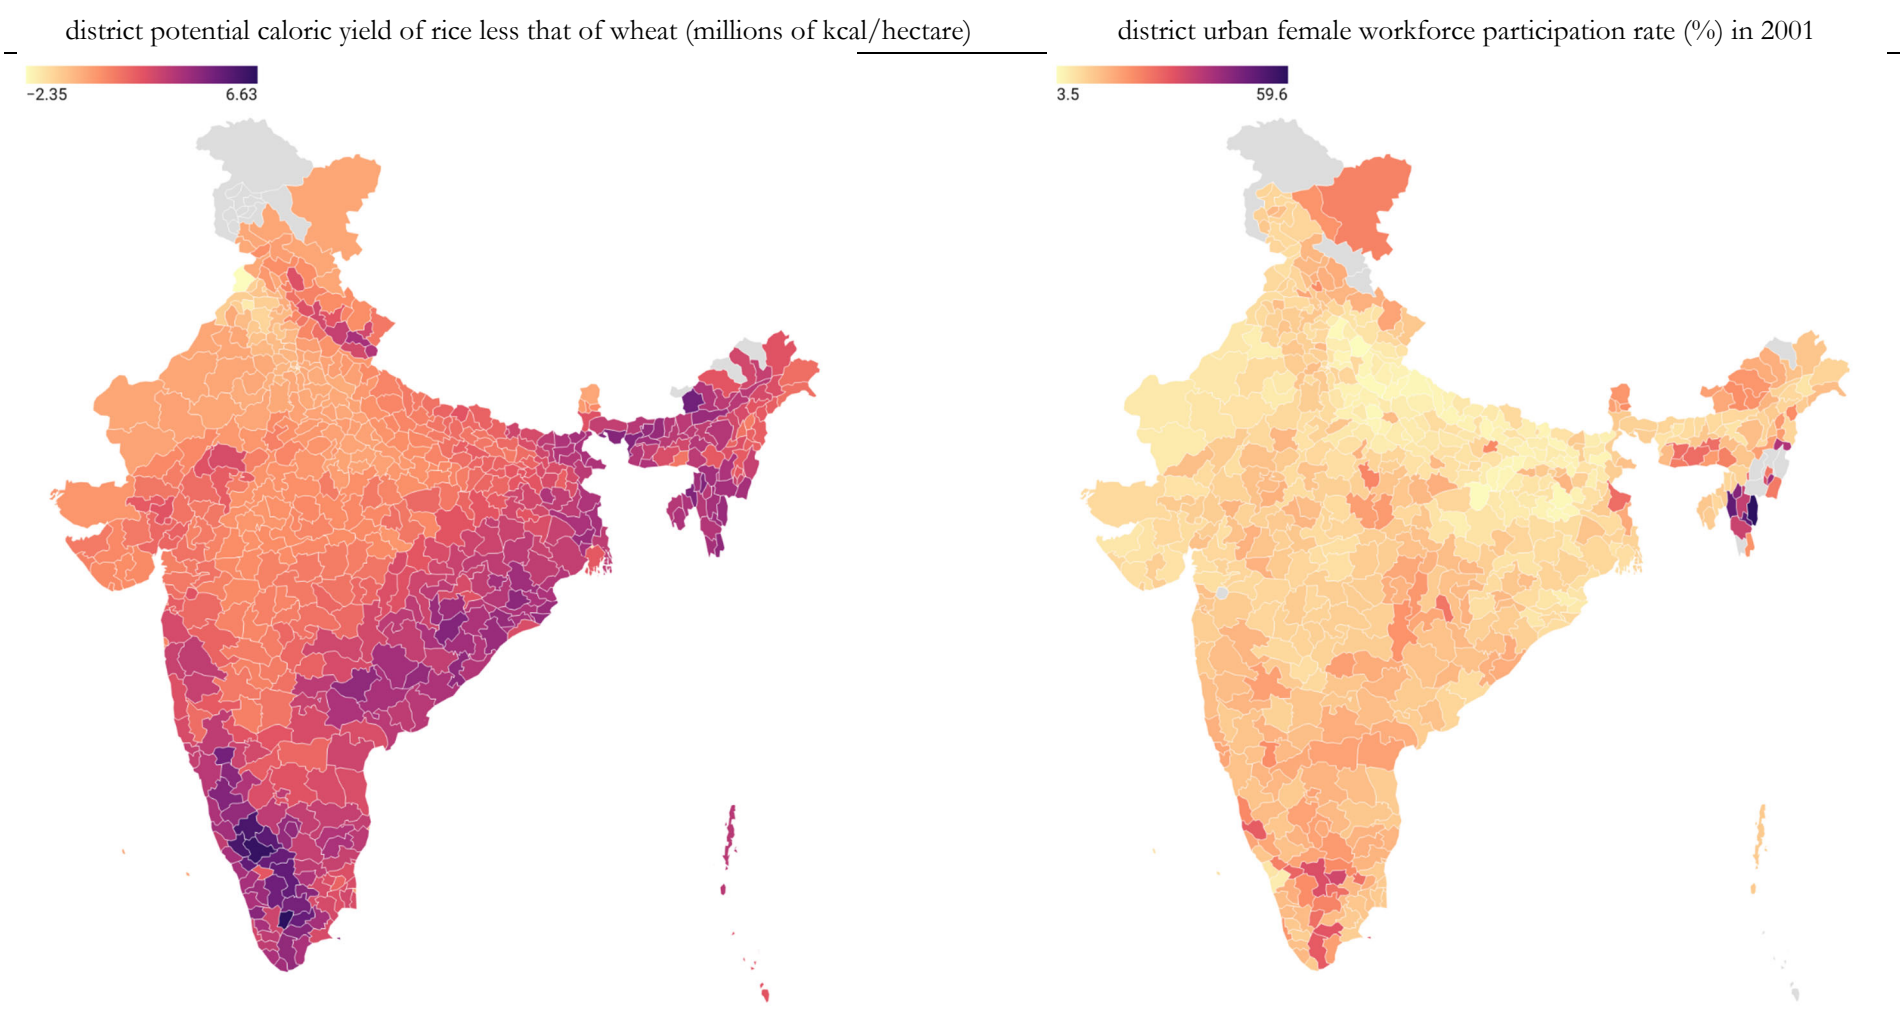 district potential caloric yield of rice less that of wheat (millions of kcal/hectare)
−2.35 6.63
district urban female workforce participation rate (%) in 2001
3.5 59.6